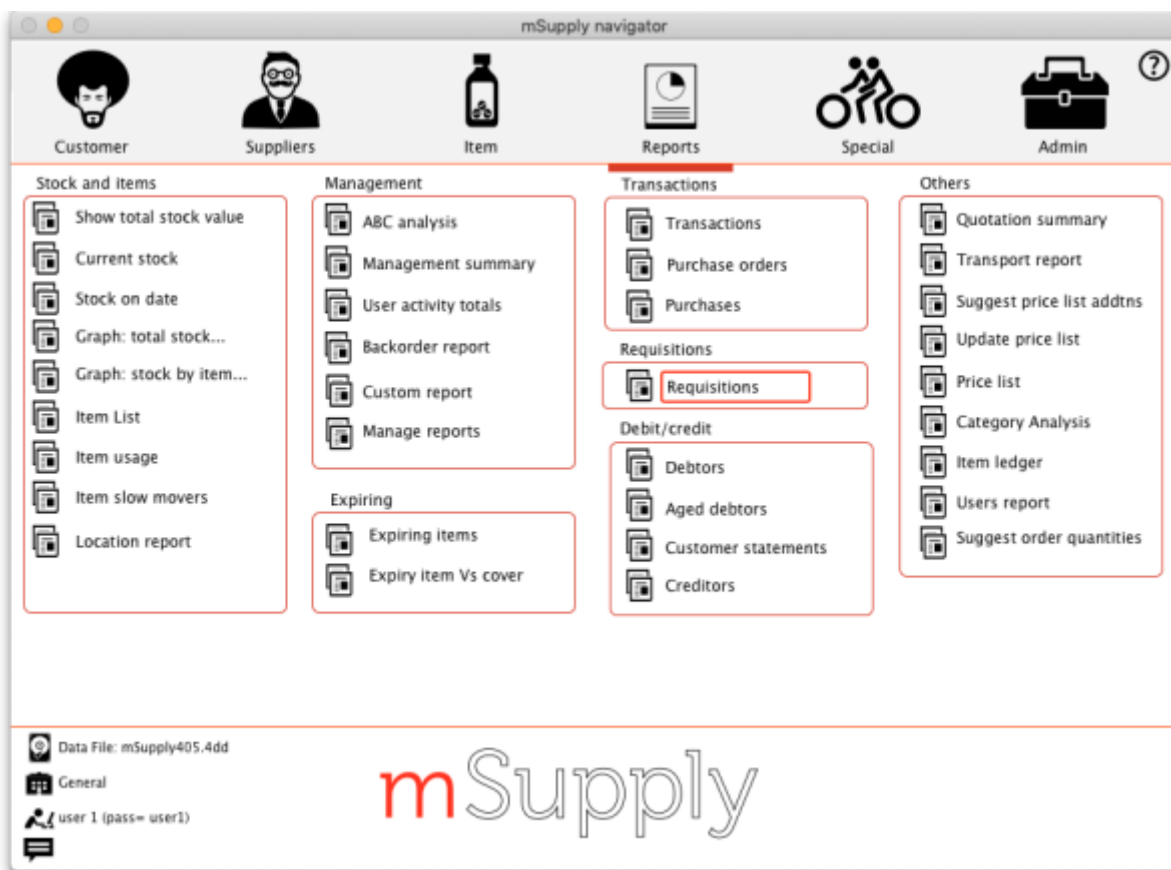 mSupply navigator
?
Customer
Suppliers
Item
Reports
Special
Admin
Stock and items
Show total stock value
Current stock
Stock on date
Graph: total stock...
Graph: stock by item...
Item List
Item usage
Item slow movers
Location report
Management
ABC analysis
Management summary
User activity totals
Backorder report
Custom report
Manage reports
Expiring
Expiring items
Expiry item Vs cover
Transactions
Transactions
Purchase orders
Purchases
Requisitions
Requisitions
Debit/credit
Debtors
Aged debtors
Customer statements
Creditors
Others
Quotation summary
Transport report
Suggest price list addtns
Update price list
Price list
Category Analysis
Item ledger
Users report
Suggest order quantities
Data File: mSupply405.4dd
General
user 1 (pass= user1)
mSupply